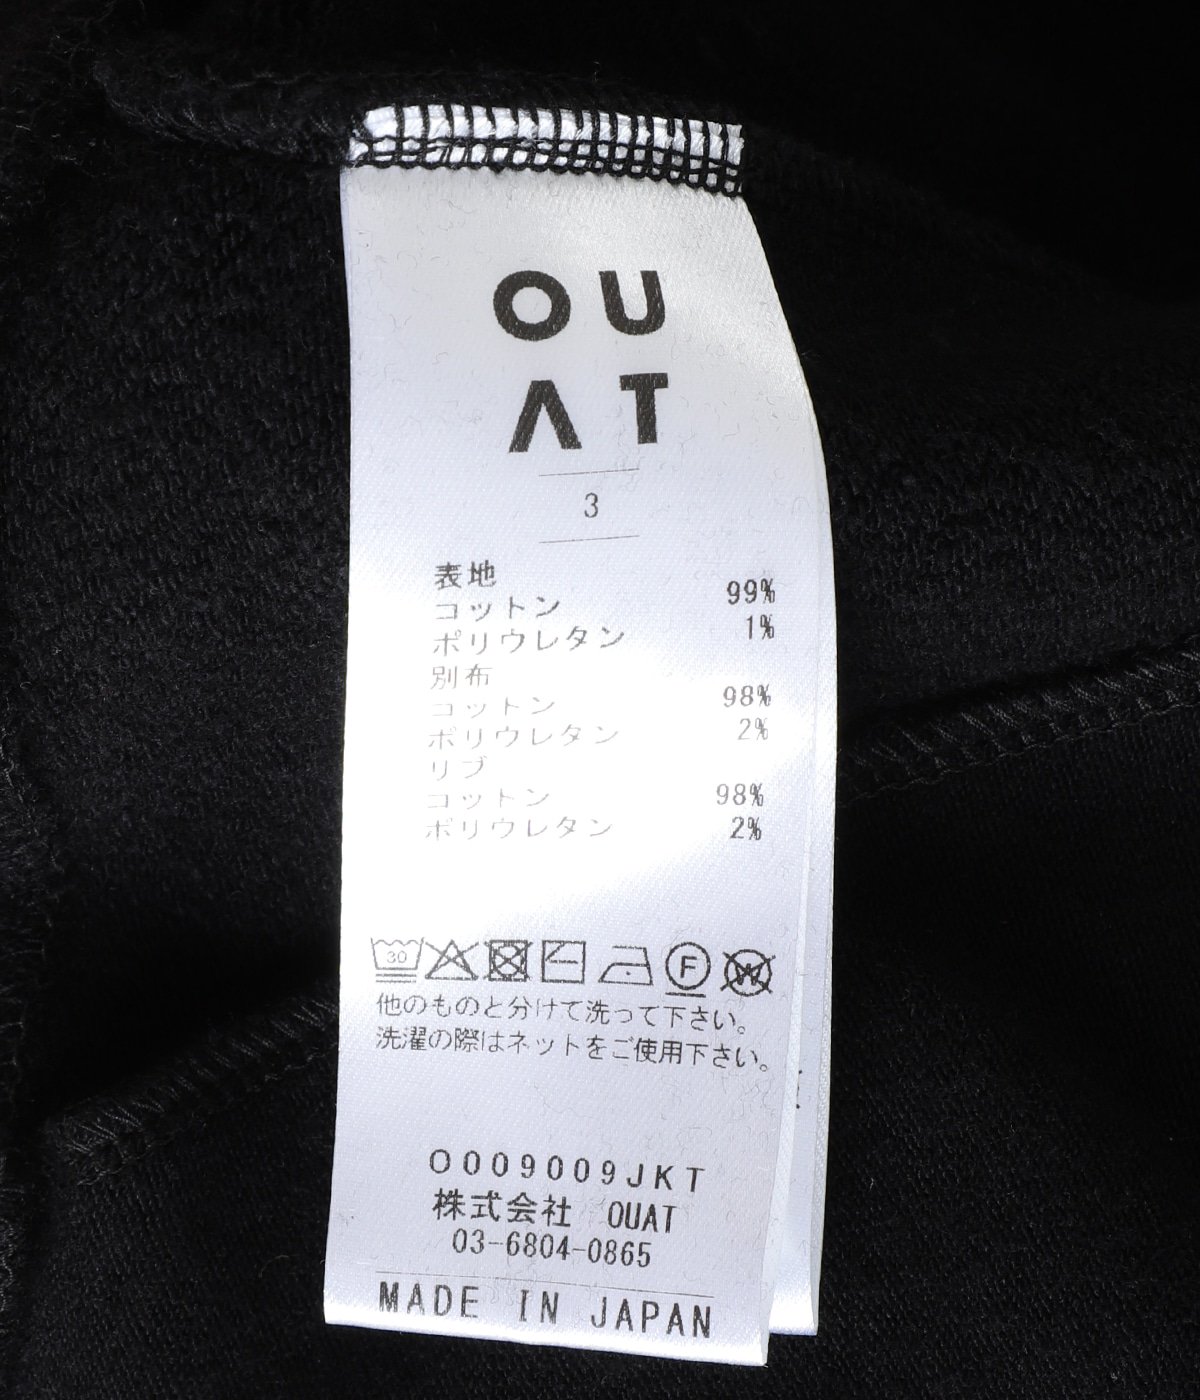 OU
AT
3
表地
コットン 99%
ポリウレタン 1%
別布
コットン 98%
ポリウレタン 2%
リブ
コットン 98%
ポリウレタン 2%
30 F W
他のものと分けて洗って下さい。
洗濯の際はネットをご使用下さい。
O009009JKT
株式会社 OUAT
03-6804-0865
MADE IN JAPAN